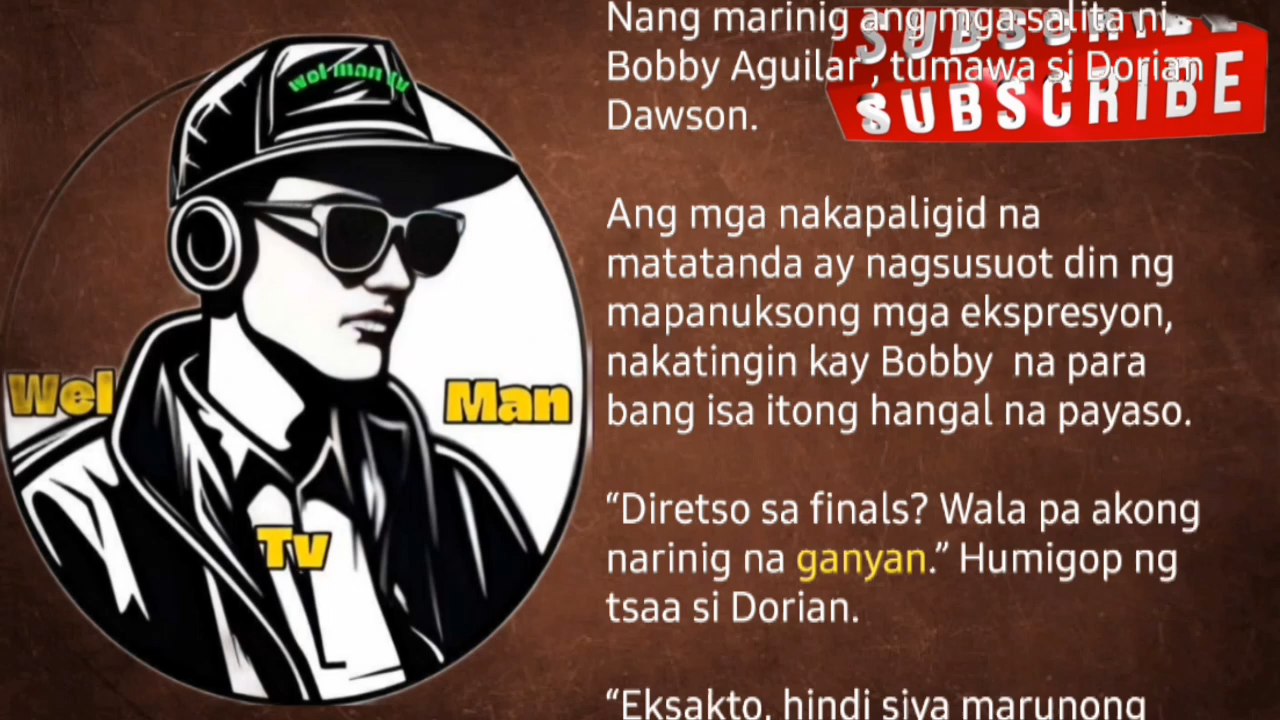 Nang marinig ang mga salita ni
Bobby Aguilar , tumawa si Dorian
Dawson.
SUBSCRIBE
SUBSCRIBE
wel man tv
Ang mga nakapaligid na
matatanda ay nagsusuot din ng
mapanuksong mga ekspresyon,
nakatingin kay Bobby na para
bang isa itong hangal na payaso.
Wel
Man
Tv
“Diretso sa finals? Wala pa akong
narinig na ganyan.” Humigop ng
tsaa si Dorian.
“Eksakto, hindi siya marunong